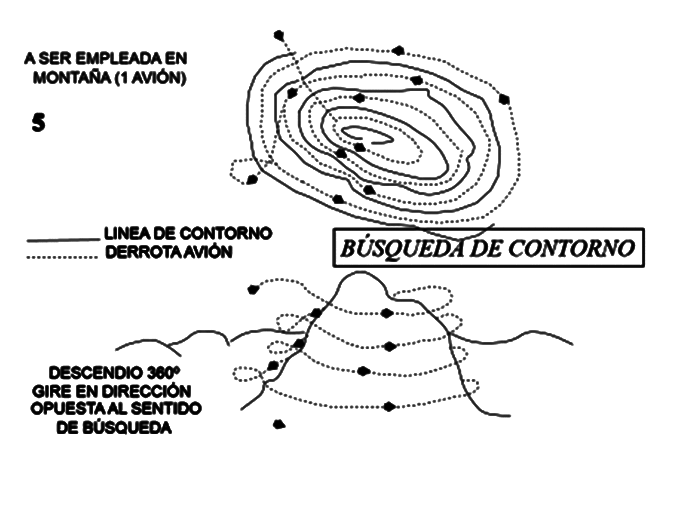 A SER EMPLEADA EN
MONTAÑA (1 AVIÓN)
5
LINEA DE CONTORNO
DERROTA AVIÓN
BÚSQUEDA DE CONTORNO
DESCENDIO 360º
GIRE EN DIRECCIÓN
OPUESTA AL SENTIDO
DE BÚSQUEDA